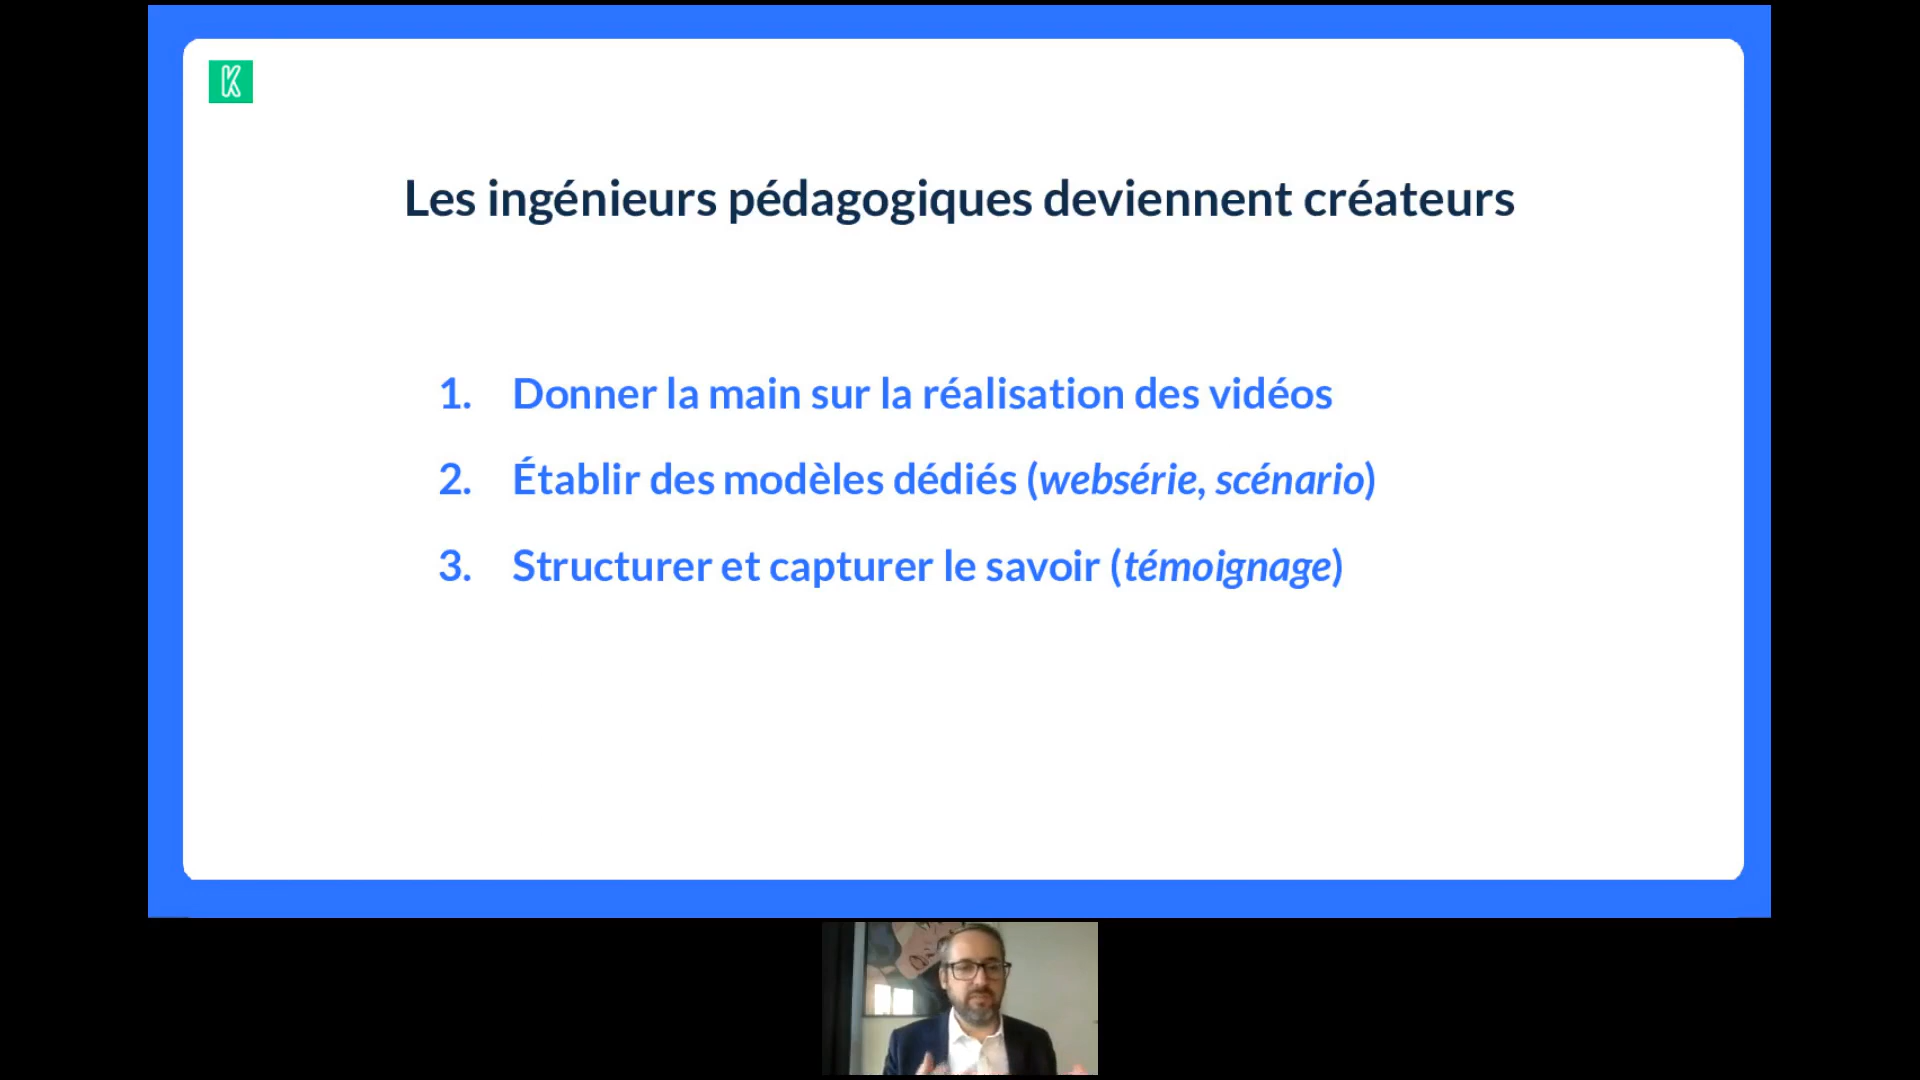 K
Les ingénieurs pédagogiques deviennent créateurs
1. Donner la main sur la réalisation des vidéos
2. Établir des modèles dédiés (websérie, scénario)
3. Structurer et capturer le savoir (témoignage)